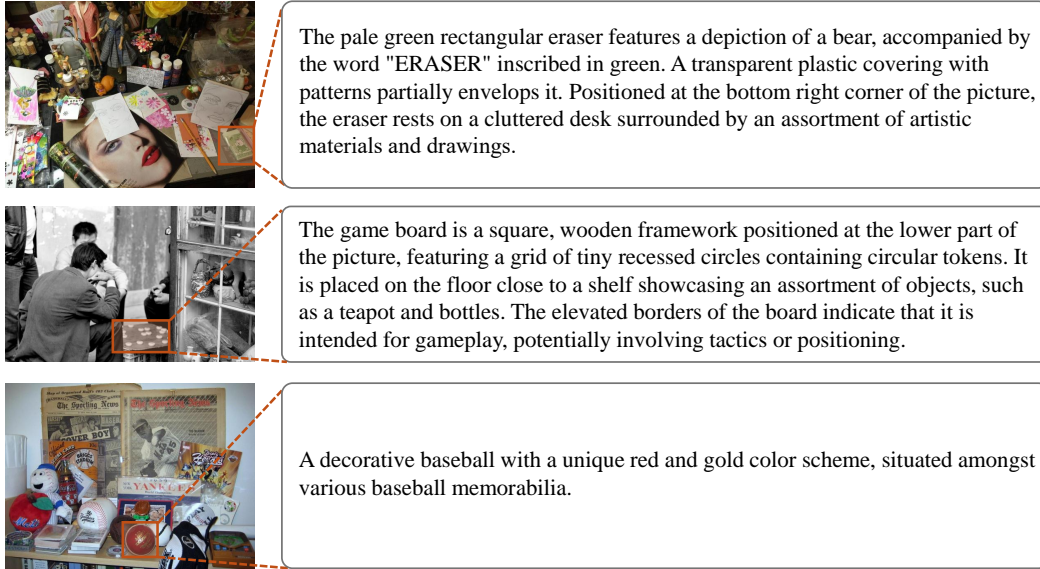 The pale green rectangular eraser features a depiction of a bear, accompanied by
the word "ERASER" inscribed in green. A transparent plastic covering with
patterns partially envelops it. Positioned at the bottom right corner of the picture,
the eraser rests on a cluttered desk surrounded by an assortment of artistic
materials and drawings.
The game board is a square, wooden framework positioned at the lower part of
the picture, featuring a grid of tiny recessed circles containing circular tokens. It
is placed on the floor close to a shelf showcasing an assortment of objects, such
as a teapot and bottles. The elevated borders of the board indicate that it is
intended for gameplay, potentially involving tactics or positioning.
The Sporting News
COVER BOY
YANKEE
A decorative baseball with a unique red and gold color scheme, situated amongst
various baseball memorabilia.